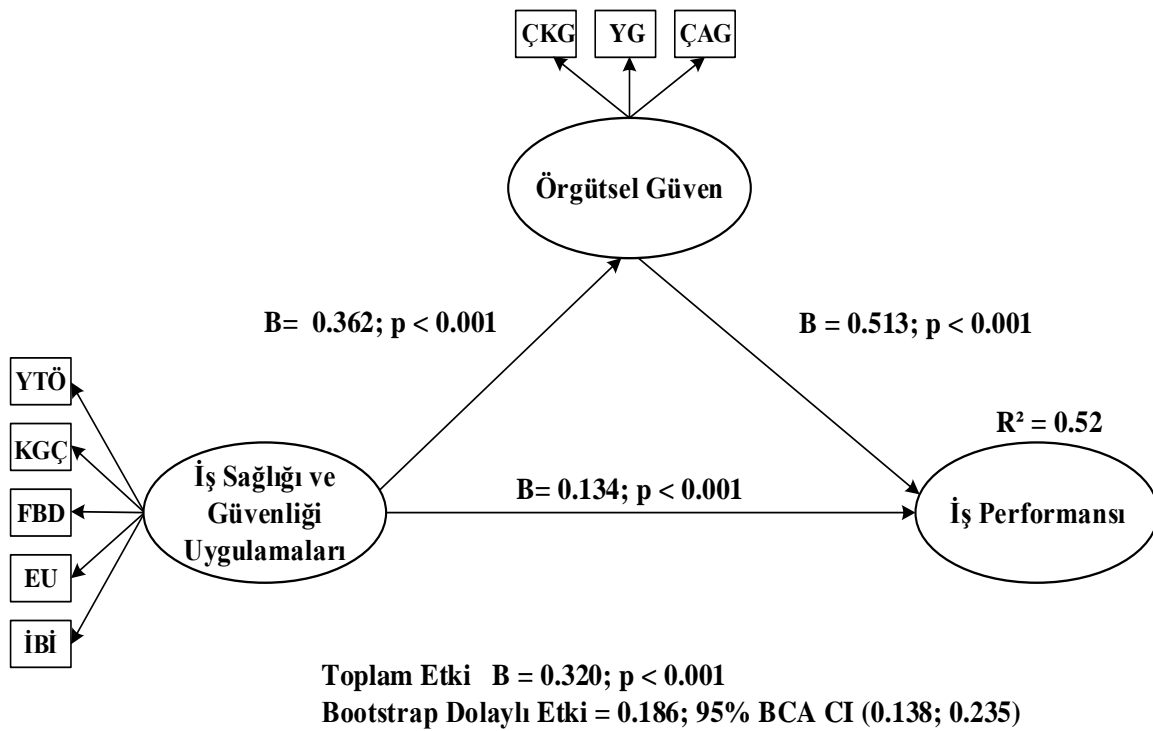 ÇKG YG ÇAG
Örgütsel Güven
B= 0.362; p < 0.001
B = 0.513; p < 0.001
YTÖ
KGÇ
FBD
EU
İBİ
İş Sağlığı ve
Güvenliği
Uygulamaları
B= 0.134; p < 0.001
R² = 0.52
İş Performansı
Toplam Etki B = 0.320; p < 0.001
Bootstrap Dolaylı Etki = 0.186; 95% BCA CI (0.138; 0.235)